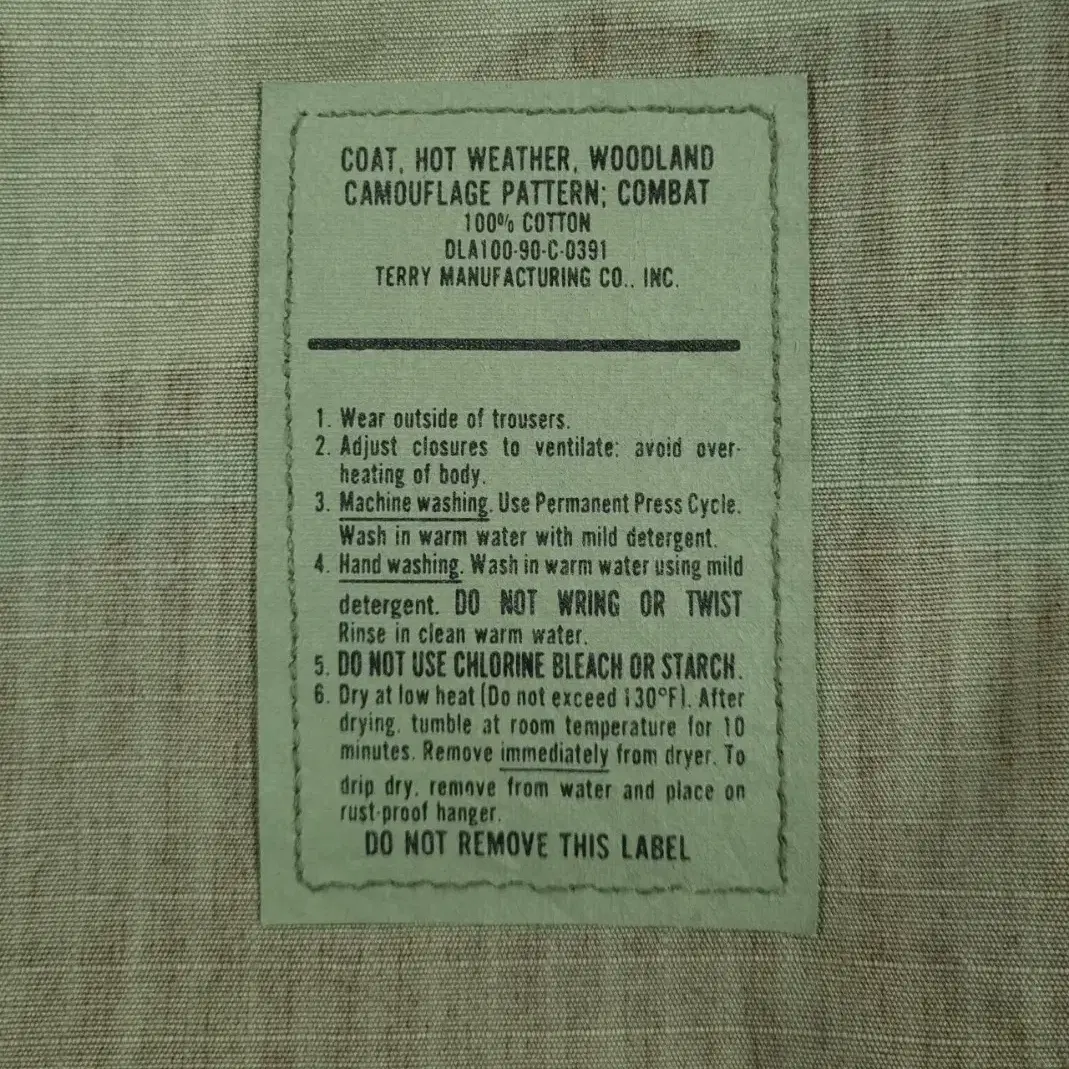 COAT, HOT WEATHER, WOODLAND
CAMOUFLAGE PATTERN; COMBAT
100% COTTON
DLA100-90-C-0391
TERRY MANUFACTURING CO., INC.
1. Wear outside of trousers.
2. Adjust closures to ventilate: avoid over-
heating of body.
3. Machine washing. Use Permanent Press Cycle.
Wash in warm water with mild detergent.
4. Hand washing. Wash in warm water using mild
detergent. DO NOT WRING OR TWIST
Rinse in clean warm water.
5. DO NOT USE CHLORINE BLEACH OR STARCH.
6. Dry at low heat (Do not exceed 130°F). After
drying, tumble at room temperature for 10
minutes. Remove immediately from dryer. To
drip dry, remove from water and place on
rust-proof hanger.
DO NOT REMOVE THIS LABEL